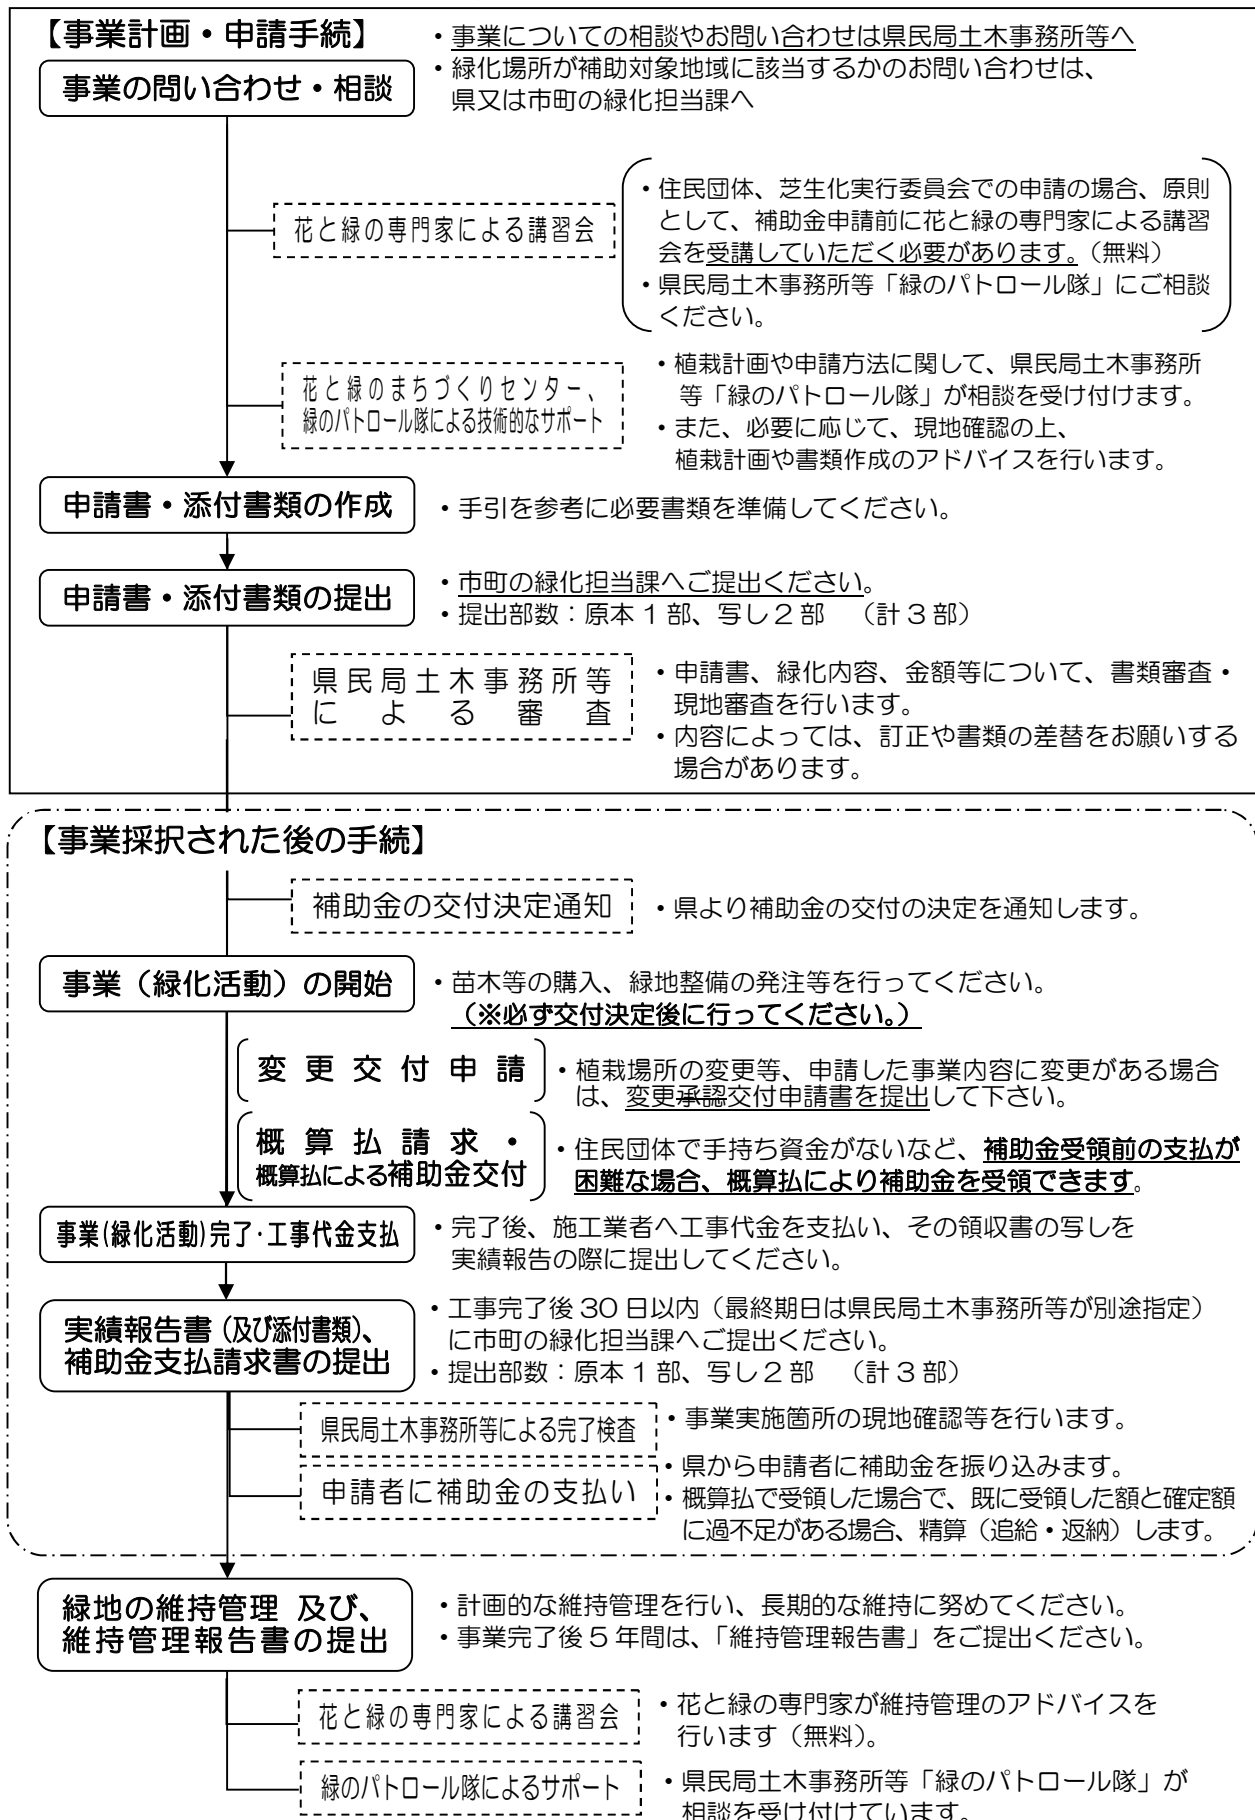 【事業計画・申請手続】
・事業についての相談やお問い合わせは県民局土木事務所等へ
事業の問い合わせ・相談
・緑化場所が補助対象地域に該当するかのお問い合わせは、
県又は市町の緑化担当課へ
花と緑の専門家による講習会
・住民団体、芝生化実行委員会での申請の場合、原則
として、補助金申請前に花と緑の専門家による講習
会を受講していただく必要があります。（無料）
・県民局土木事務所等「緑のパトロール隊」にご相談
ください。
花と緑のまちづくりセンター、
緑のパトロール隊による技術的なサポート
・植栽計画や申請方法に関して、県民局土木事務所
等「緑のパトロール隊」が相談を受け付けます。
・また、必要に応じて、現地確認の上、
植栽計画や書類作成のアドバイスを行います。
申請書・添付書類の作成
・手引を参考に必要書類を準備してください。
申請書・添付書類の提出
・市町の緑化担当課へご提出ください。
・提出部数：原本１部、写し２部　（計３部）
県民局土木事務所等
による審査
・申請書、緑化内容、金額等について、書類審査・
現地審査を行います。
・内容によっては、訂正や書類の差替をお願いする
場合があります。
【事業採択された後の手続】
補助金の交付決定通知
・県より補助金の交付の決定を通知します。
事業（緑化活動）の開始
・苗木等の購入、緑地整備の発注等を行ってください。
（※必ず交付決定後に行ってください。）
変更交付申請
・植栽場所の変更等、申請した事業内容に変更がある場合
は、変更承認交付申請書を提出して下さい。
概算払請求・
概算払による補助金交付
・住民団体で手持ち資金がないなど、補助金受領前の支払が
困難な場合、概算払により補助金を受領できます。
事業(緑化活動)完了･工事代金支払
・完了後、施工業者へ工事代金を支払い、その領収書の写しを
実績報告の際に提出してください。
実績報告書（及び添付書類）、
補助金支払請求書の提出
・工事完了後30日以内（最終期日は県民局土木事務所等が別途指定）
に市町の緑化担当課へご提出ください。
・提出部数：原本１部、写し２部　（計３部）
県民局土木事務所等による完了検査
・事業実施箇所の現地確認等を行います。
申請者に補助金の支払い
・県から申請者に補助金を振り込みます。
・概算払で受領した場合で、既に受領した額と確定額
に過不足がある場合、精算（追給・返納）します。
緑地の維持管理 及び、
維持管理報告書の提出
・計画的な維持管理を行い、長期的な維持に努めてください。
・事業完了後５年間は、「維持管理報告書」をご提出ください。
花と緑の専門家による講習会
・花と緑の専門家が維持管理のアドバイスを
行います（無料）。
緑のパトロール隊によるサポート
・県民局土木事務所等「緑のパトロール隊」が
相談を受け付けています。